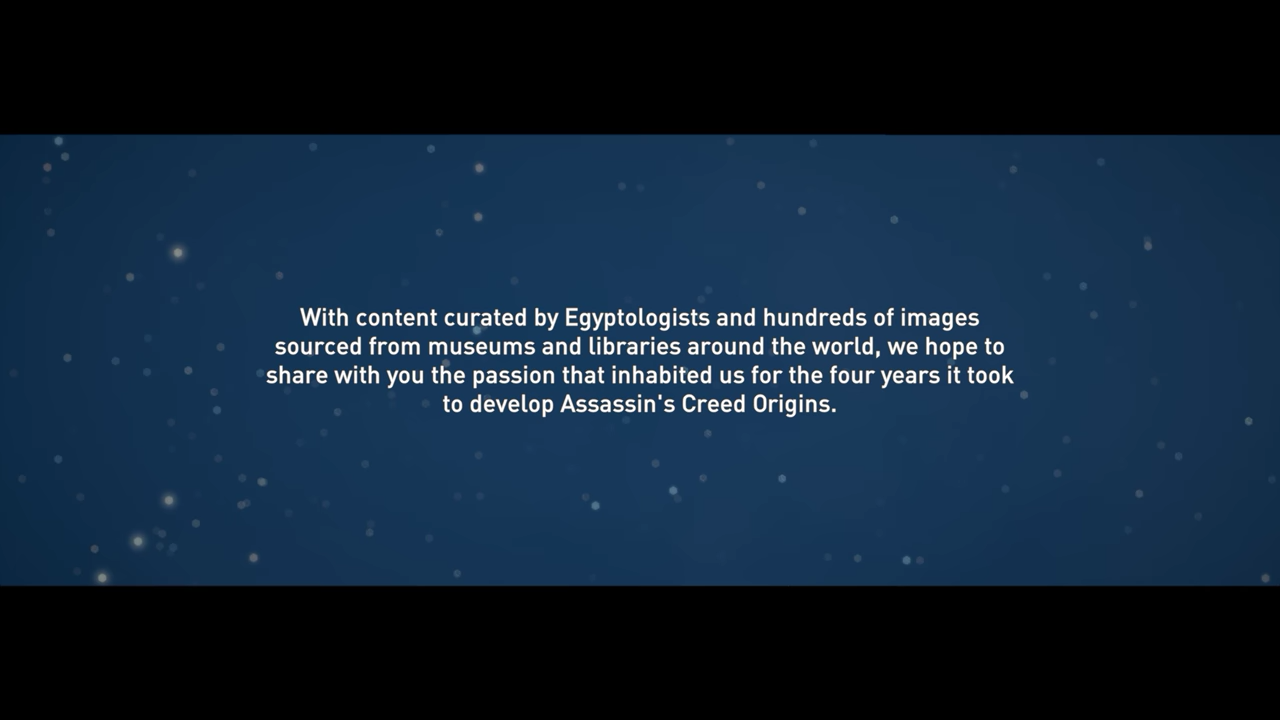 With content curated by Egyptologists and hundreds of images
sourced from museums and libraries around the world, we hope to
share with you the passion that inhabited us for the four years it took
to develop Assassin's Creed Origins.